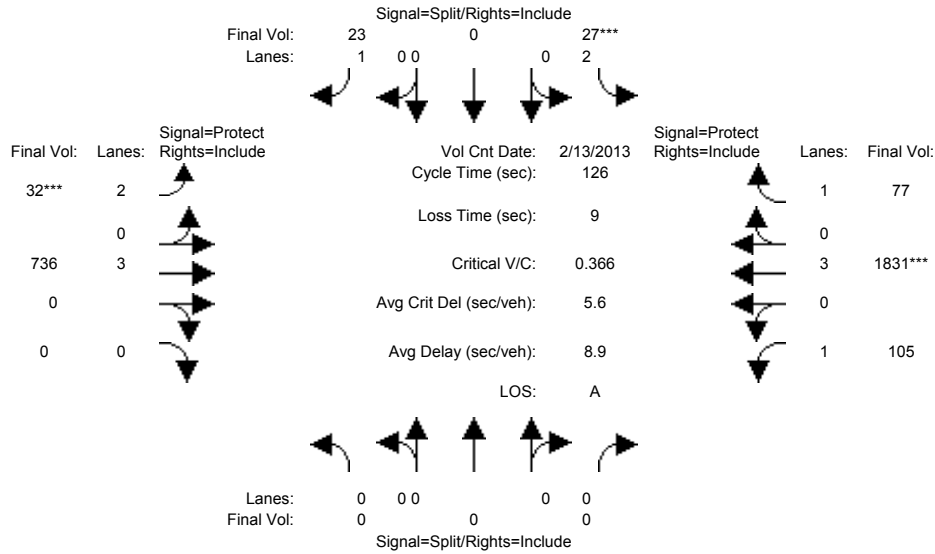 Signal=Split/Rights=Include
Final Vol: 23 0 27***
Lanes: 1 0 0 0 2
Signal=Protect Signal=Protect
Final Vol: Lanes: Rights=Include Vol Cnt Date: 2/13/2013 Rights=Include Lanes: Final Vol:
Cycle Time (sec): 126
32*** 2 1 77
Loss Time (sec): 9
0 0
736 3 Critical V/C: 0.366 3 1831***
0 Avg Crit Del (sec/veh): 5.6 0
0 0 Avg Delay (sec/veh): 8.9 1 105
LOS: A
Lanes: 0 0 0 0 0
Final Vol: 0 0 0
Signal=Split/Rights=Include